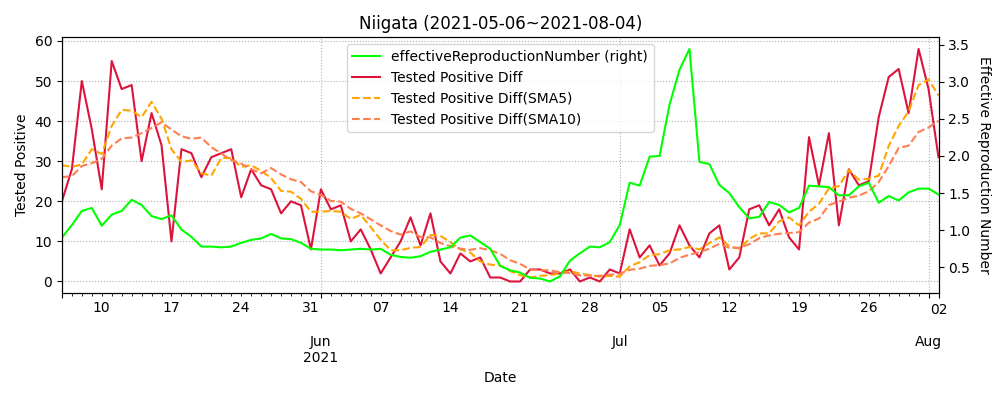 Niigata (2021-05-06~2021-08-04)
effectiveReproductionNumber (right)
Tested Positive Diff
Tested Positive Diff(SMA5)
Tested Positive Diff(SMA10)
Tested Positive
60
50
40
30
20
10
0
3.5
3.0
2.5
2.0
1.5
1.0
0.5
Effective Reproduction Number
10 17 24 31 07 14 21 28 05 12 19 26 02
Jun Jul Aug
2021
Date